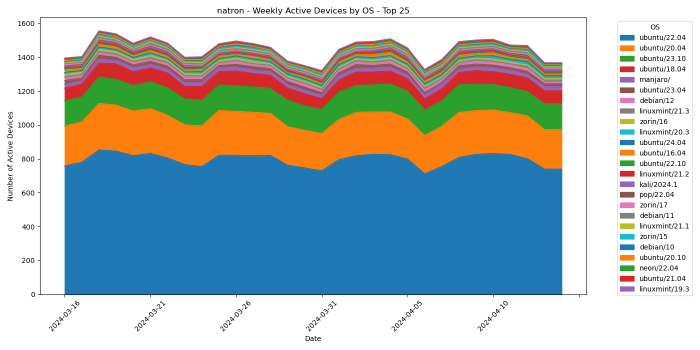 natron - Weekly Active Devices by OS - Top 25
Number of Active Devices
1600
1400
1200
1000
800
600
400
200
0
2024-03-16
2024-03-21
2024-03-26
2024-03-31
2024-04-05
2024-04-10
Date
OS
ubuntu/22.04
ubuntu/20.04
ubuntu/23.10
ubuntu/18.04
manjaro/
ubuntu/23.04
debian/12
linuxmint/21.3
zorin/16
linuxmint/20.3
ubuntu/24.04
ubuntu/16.04
ubuntu/22.10
linuxmint/21.2
kali/2024.1
pop/22.04
zorin/17
debian/11
linuxmint/21.1
zorin/15
debian/10
ubuntu/20.10
neon/22.04
ubuntu/21.04
linuxmint/19.3